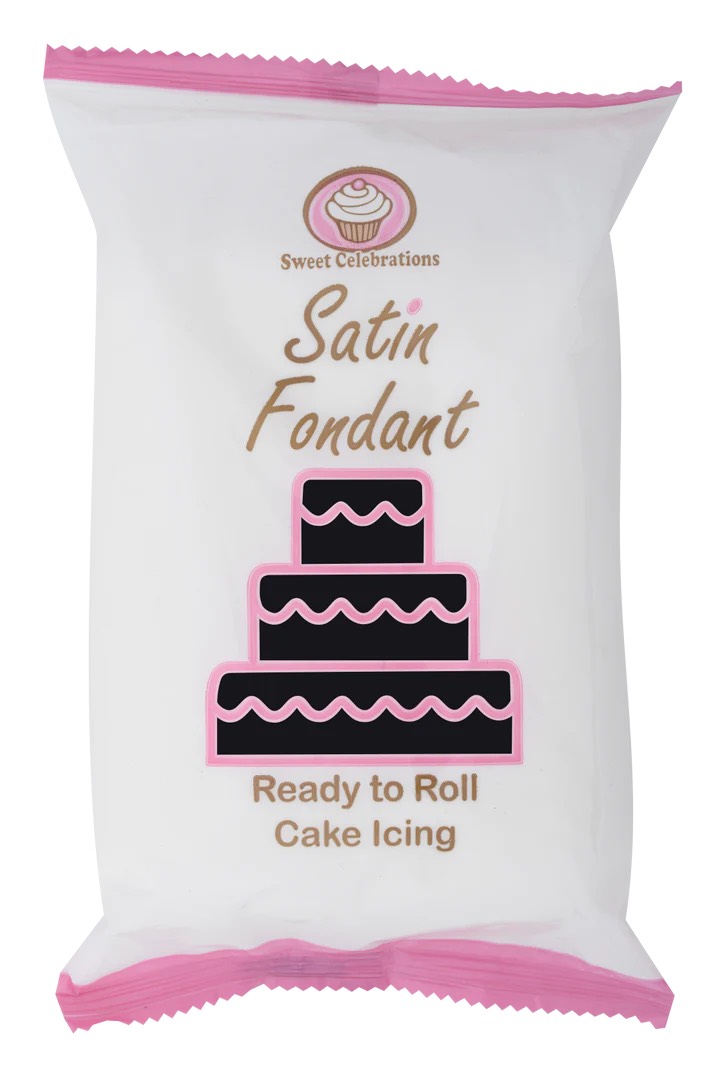 Sweet Celebrations
Satin
Fondant
Ready to Roll
Cake Icing